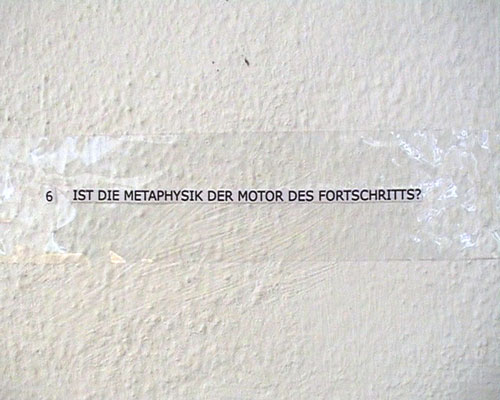 6 IST DIE METAPHYSIK DER MOTOR DES FORTSCHRITTS?